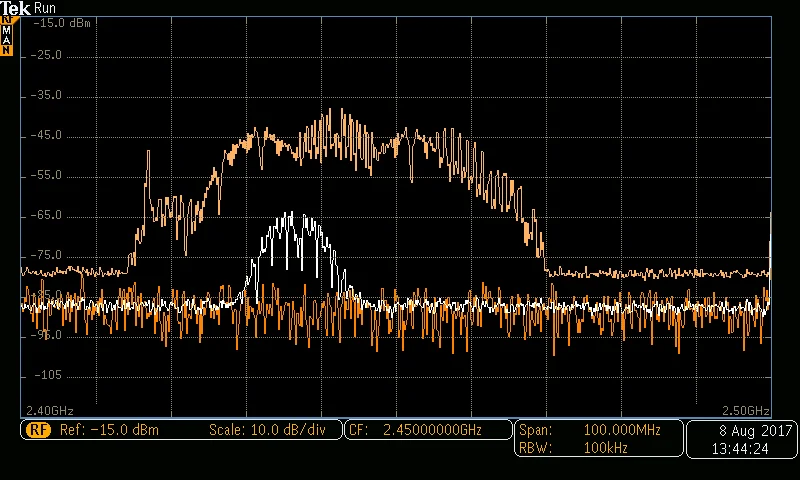 Tek Run
RF
M
A
N
-15.0 dBm
-25.0
-35.0
-45.0
-55.0
-65.0
-75.0
-85.0
-95.0
-105
2.40GHz
2.50GHz
RF Ref: -15.0 dBm Scale: 10.0 dB/div
CF: 2.45000000GHz
Span: 100.000MHz
RBW: 100kHz
8 Aug 2017
13:44:24